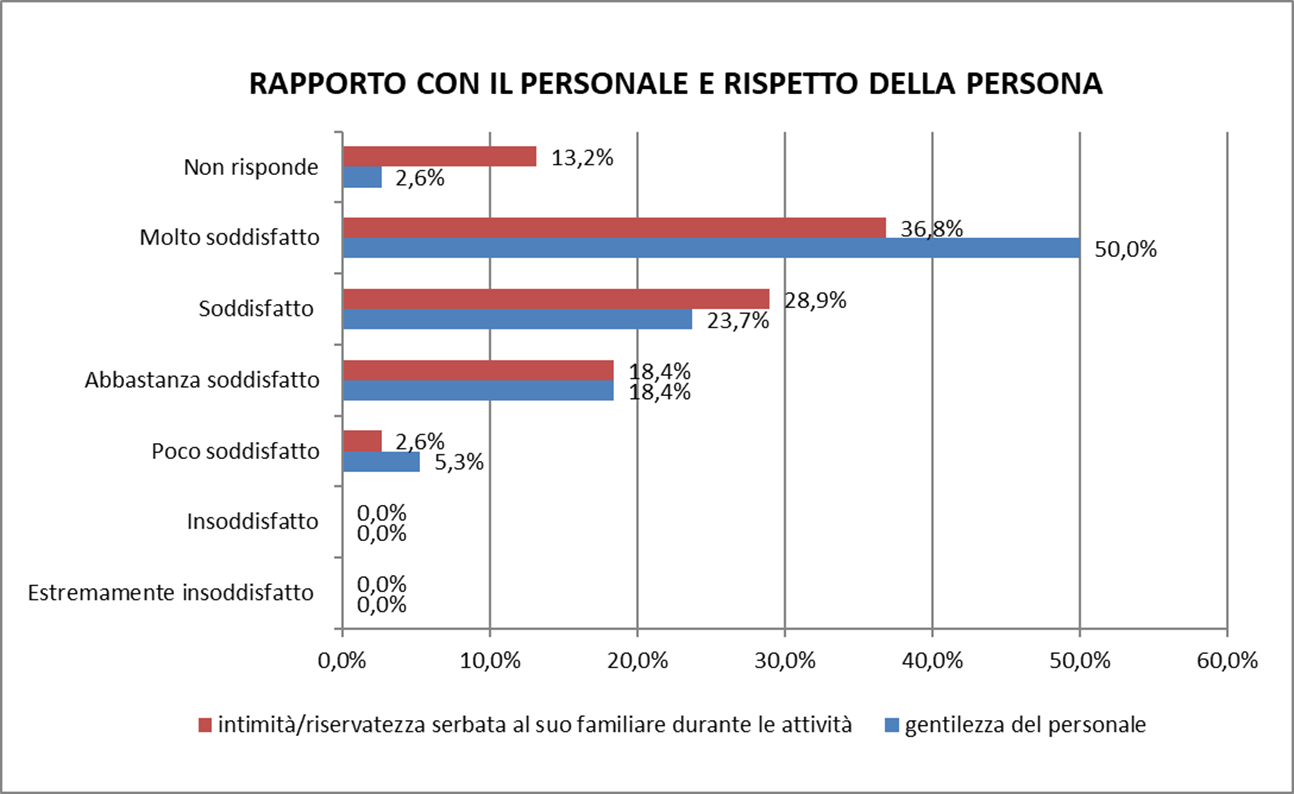 RAPPORTO CON IL PERSONALE E RISPETTO DELLA PERSONA
Non risponde
13,2%
2,6%
Molto soddisfatto
36,8%
50,0%
Soddisfatto
28,9%
23,7%
Abbastanza soddisfatto
18,4%
18,4%
Poco soddisfatto
2,6%
5,3%
Insoddisfatto
0,0%
0,0%
Estremamente insoddisfatto
0,0%
0,0%
0,0% 10,0% 20,0% 30,0% 40,0% 50,0% 60,0%
intimità/riservatezza serbata al suo familiare durante le attività gentilezza del personale